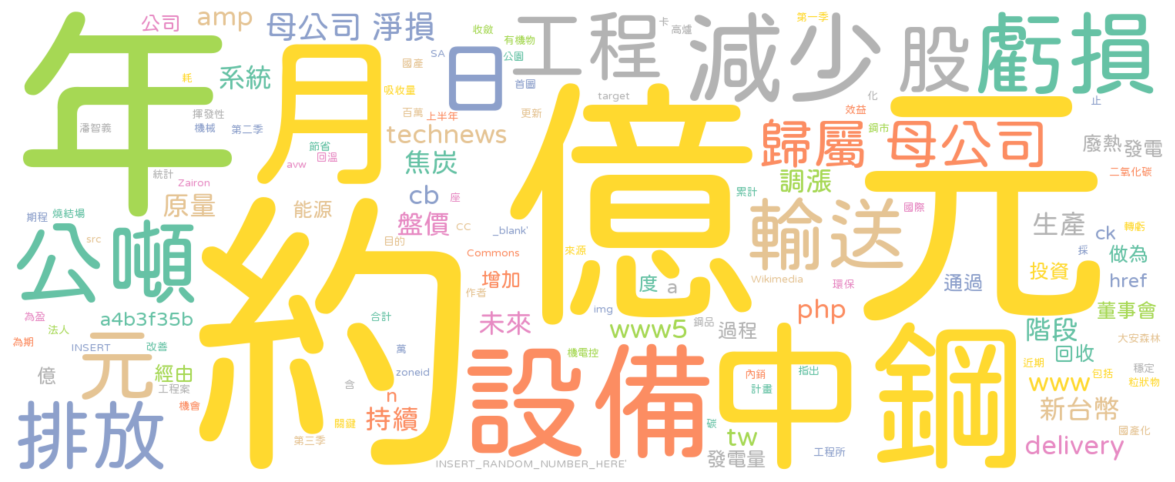 年
月
日
約
億
元
中
鋼
工程
減少
股
虧損
公司
amp
母公司
淨損
收斂
SA
有機物
公園
卡
高爐
第一季
系統
國產
首圖
吸收量
耗
揮發性
百萬
上半年
target
更新
化
效益
止
潘智義
機械
第二季
technews
歸屬
母公司
鋼市
廢熱
發電
節省
回溫
統計
avw
焦炭
調漲
二氧化碳
Zairon
cb
座
累計
原量
能源
盤價
CC
_blank'
輸送
國際
生產
ck
轉虧
期程
燒結場
src
目的
Commons
來源
採
做為
公噸
增加
度
a
Wikimedia
環保
通過
投資
href
作者
img
鋼品
php
為盈
法人
a4b3f35b
合計
未來
www5
過程
董事會
為期
INSERT
改善
元
萬
階段
大安森林
機電控
回收
穩定
億
經由
工程案
zoneid
設備
內銷
指出
計畫
近期
www
包括
粒狀物
排放
機會
n
含
持續
關鍵
第三季
碳
tw
新台幣
國產化
INSERT_RANDOM_NUMBER_HERE'
發電量
工程所
delivery